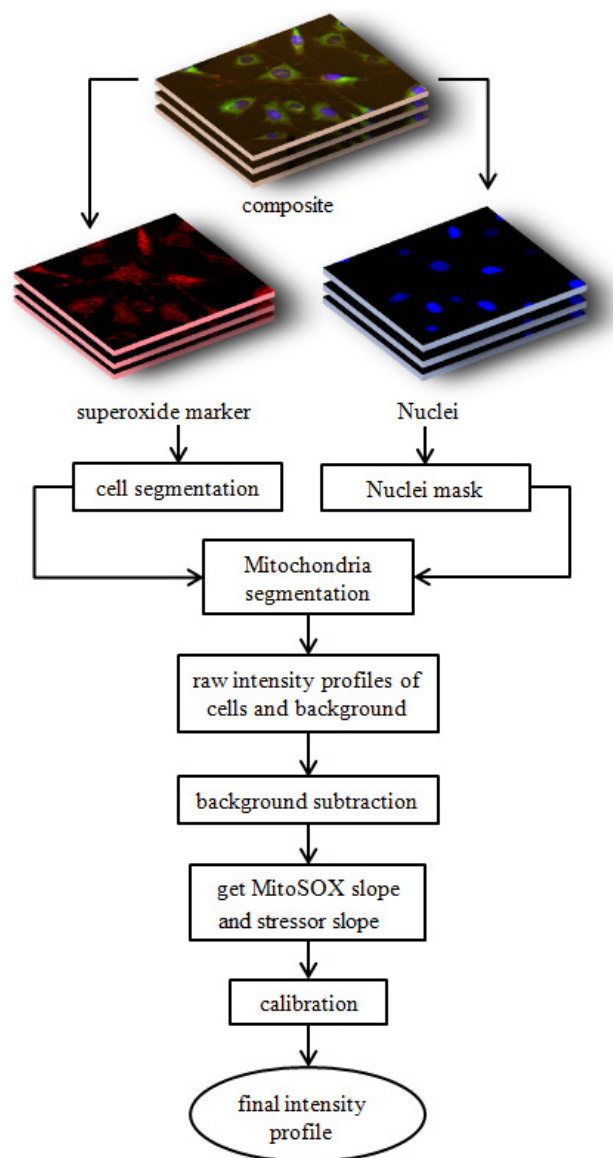 composite
superoxide marker
Nuclei
cell segmentation
Nuclei mask
Mitochondria
segmentation
raw intensity profiles of
cells and background
background subtraction
get MitoSOX slope
and stressor slope
calibration
final intensity
profile